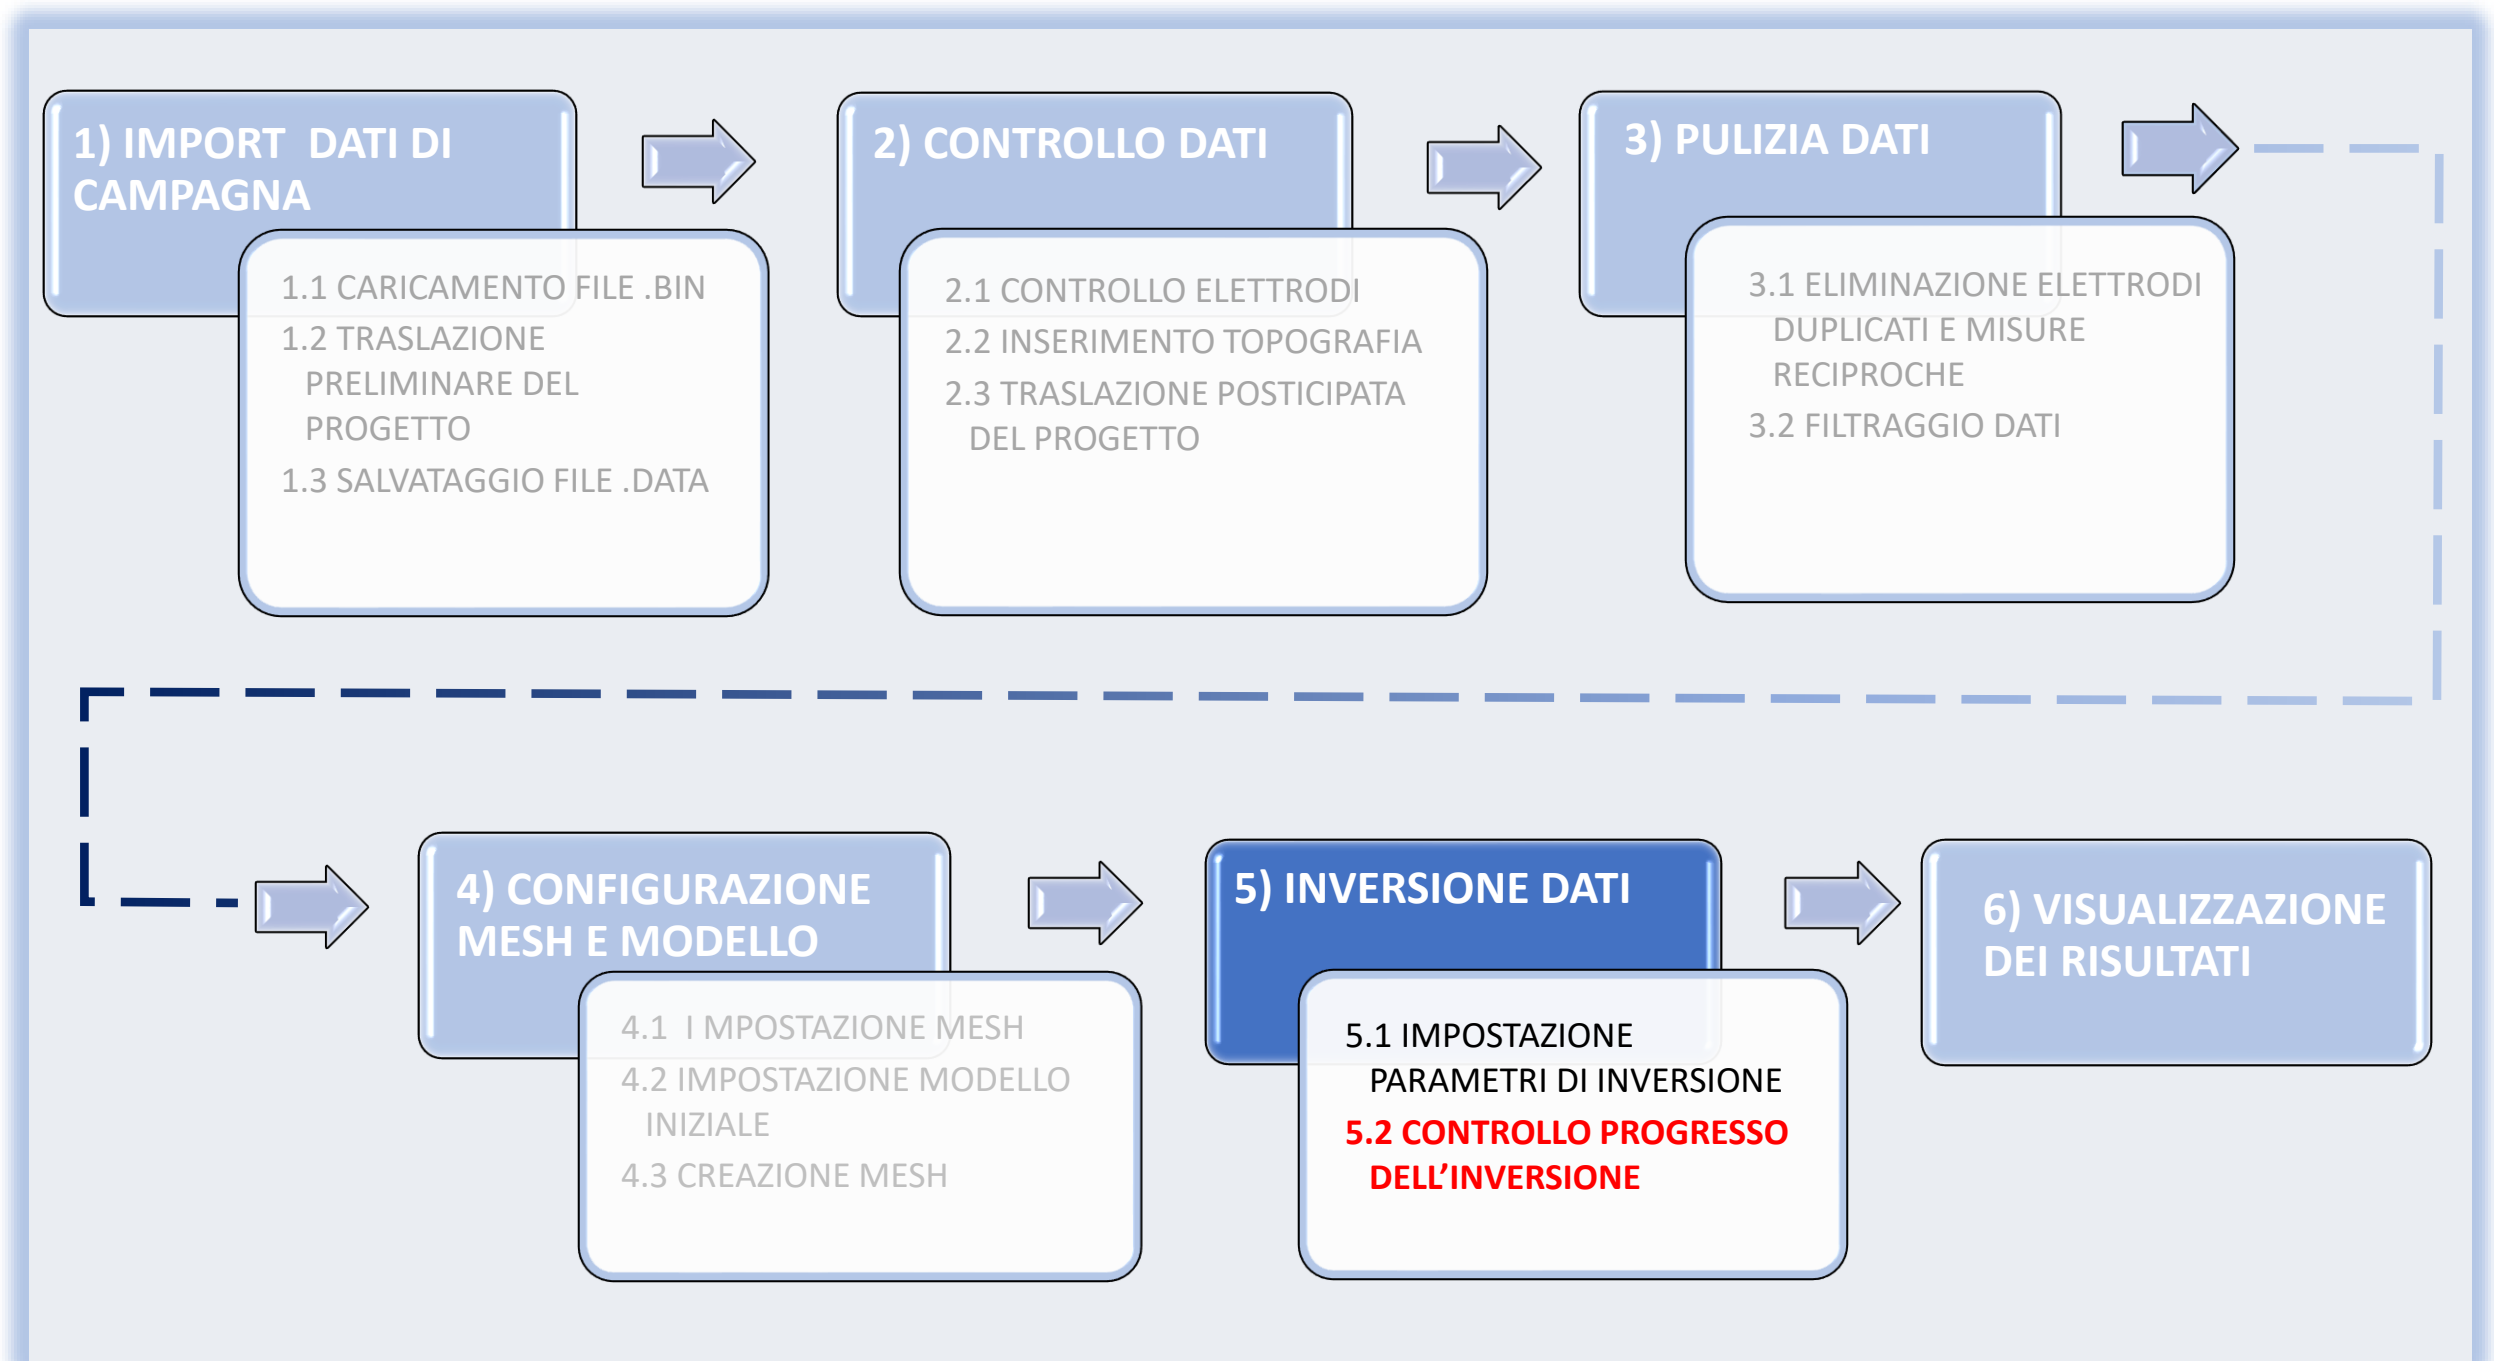 1) IMPORT  DATI DI
CAMPAGNA
1.1 CARICAMENTO FILE .BIN
1.2 TRASLAZIONE
PRELIMINARE DEL
PROGETTO
1.3 SALVATAGGIO FILE .DATA
2) CONTROLLO DATI
2.1 CONTROLLO ELETTRODI
2.2 INSERIMENTO TOPOGRAFIA
2.3 TRASLAZIONE POSTICIPATA
DEL PROGETTO
3) PULIZIA DATI
3.1 ELIMINAZIONE ELETTRODI
DUPLICATI E MISURE
RECIPROCHE
3.2 FILTRAGGIO DATI
4) CONFIGURAZIONE
MESH E MODELLO
4.1  I MPOSTAZIONE MESH
4.2 IMPOSTAZIONE MODELLO
INIZIALE
4.3 CREAZIONE MESH
5) INVERSIONE DATI
5.1 IMPOSTAZIONE
PARAMETRI DI INVERSIONE
5.2 CONTROLLO PROGRESSO
DELL’INVERSIONE
6) VISUALIZZAZIONE
DEI RISULTATI